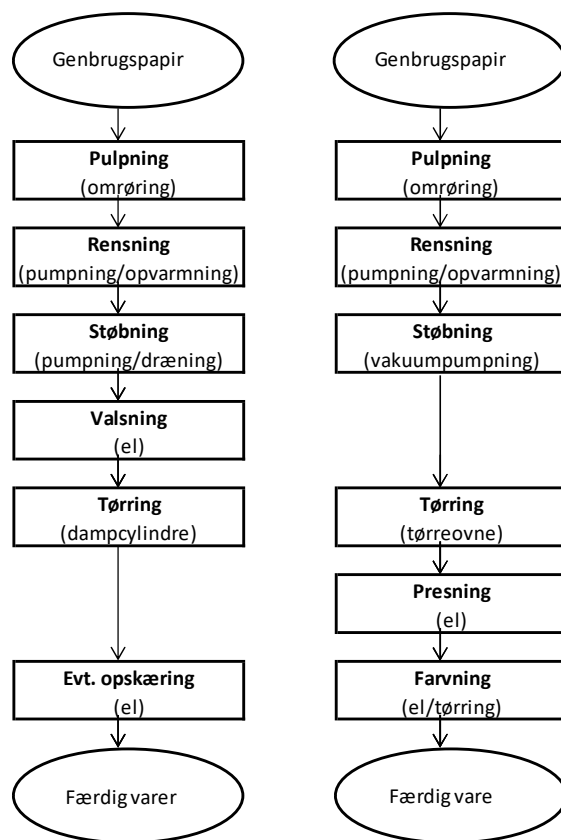 Genbrugspapir
Pulpning
(omrøring)
Rensning
(pumpning/opvarmning)
Støbning
(pumpning/dræning)
Valsning
(el)
Tørring
(dampcylindre)
Evt. opskæring
(el)
Færdig varer
Genbrugspapir
Pulpning
(omrøring)
Rensning
(pumpning/opvarmning)
Støbning
(vakuumpumpning)
Tørring
(tørreovne)
Presning
(el)
Farvning
(el/tørring)
Færdig vare